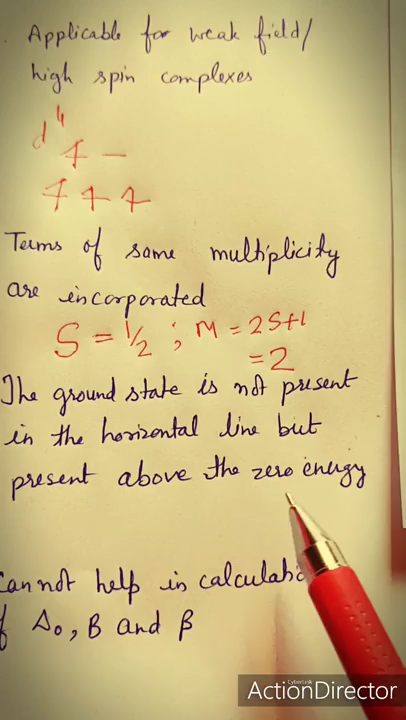 . Applicable for weak field/
high spin complexes
d4
Terms of same multiplicity
are incorporated
S = 1/2 ; M = 2S+1
= 2
The ground state is not present
in the horizontal line but
present above the zero energy
cannot help in calculatio
f Δo, B and β
CyberLink
ActionDirector